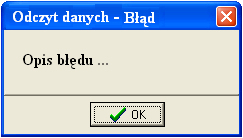 Odczyt danych - Błąd
Opis błędu ...
OK